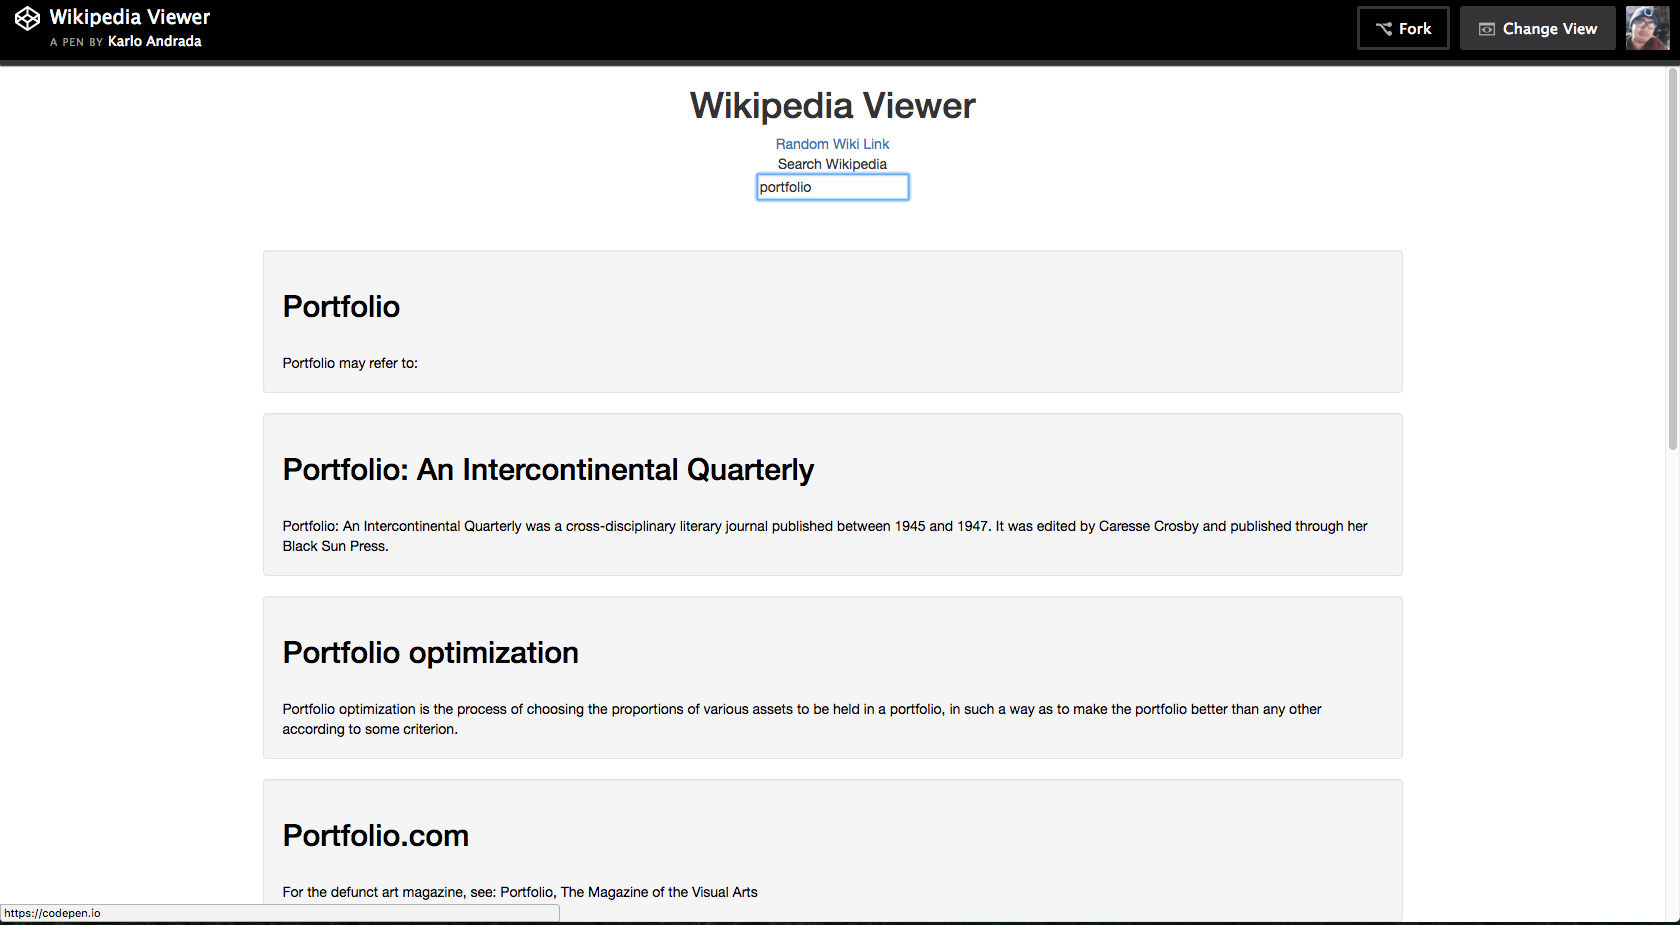 Wikipedia Viewer
A PEN BY Karlo Andrada
Fork
Change View
Wikipedia Viewer
Random Wiki Link
Search Wikipedia
portfolio
Portfolio
Portfolio may refer to:
Portfolio: An Intercontinental Quarterly
Portfolio: An Intercontinental Quarterly was a cross-disciplinary literary journal published between 1945 and 1947. It was edited by Caresse Crosby and published through her
Black Sun Press.
Portfolio optimization
Portfolio optimization is the process of choosing the proportions of various assets to be held in a portfolio, in such a way as to make the portfolio better than any other
according to some criterion.
Portfolio.com
For the defunct art magazine, see: Portfolio, The Magazine of the Visual Arts
https://codepen.io